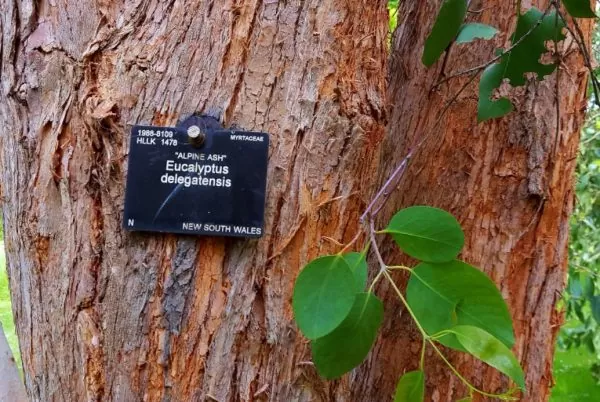 1988-8109
HLLK 1478 MYRTACEAE
"ALPINE ASH"
Eucalyptus
delegatensis
N NEW SOUTH WALES